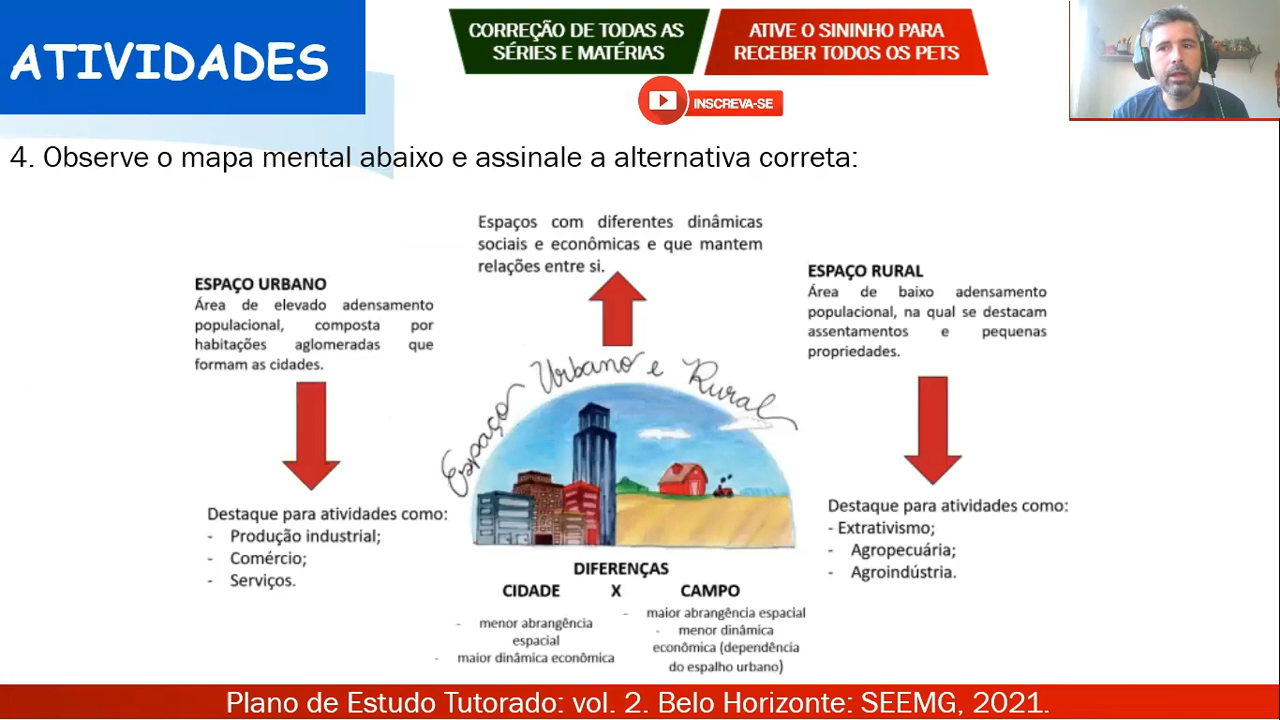 ATIVIDADES
CORREÇÃO DE TODAS AS
SÉRIES E MATÉRIAS
ATIVE O SININHO PARA
RECEBER TODOS OS PETS
INSCREVA-SE
4. Observe o mapa mental abaixo e assinale a alternativa correta:
Espaços com diferentes dinâmicas
sociais e econômicas e que mantem
relações entre si.
ESPAÇO URBANO
Área de elevado adensamento
populacional, composta por
habitações aglomeradas que
formam as cidades.
ESPAÇO RURAL
Área de baixo adensamento
populacional, na qual se destacam
assentamentos e pequenas
propriedades.
Espaço Urbano e Rural
Destaque para atividades como:
- Produção industrial;
- Comércio;
- Serviços.
Destaque para atividades como:
- Extrativismo;
- Agropecuária;
- Agroindústria.
DIFERENÇAS
CIDADE X CAMPO
- menor abrangência
espacial
- maior dinâmica econômica
- maior abrangência espacial
- menor dinâmica
econômica (dependência
do espalho urbano)
Plano de Estudo Tutorado: vol. 2. Belo Horizonte: SEEMG, 2021.